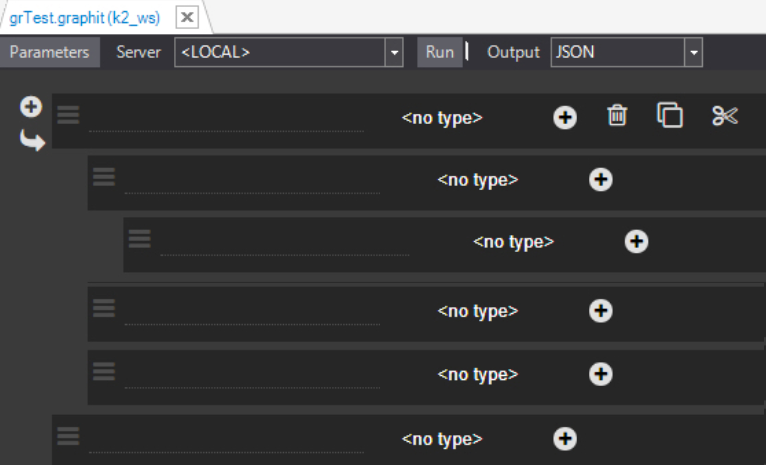 grTest.graphit (k2_ws)
Parameters Server <LOCAL> Run Output JSON
<no type>
<no type>
<no type>
<no type>
<no type>
<no type>